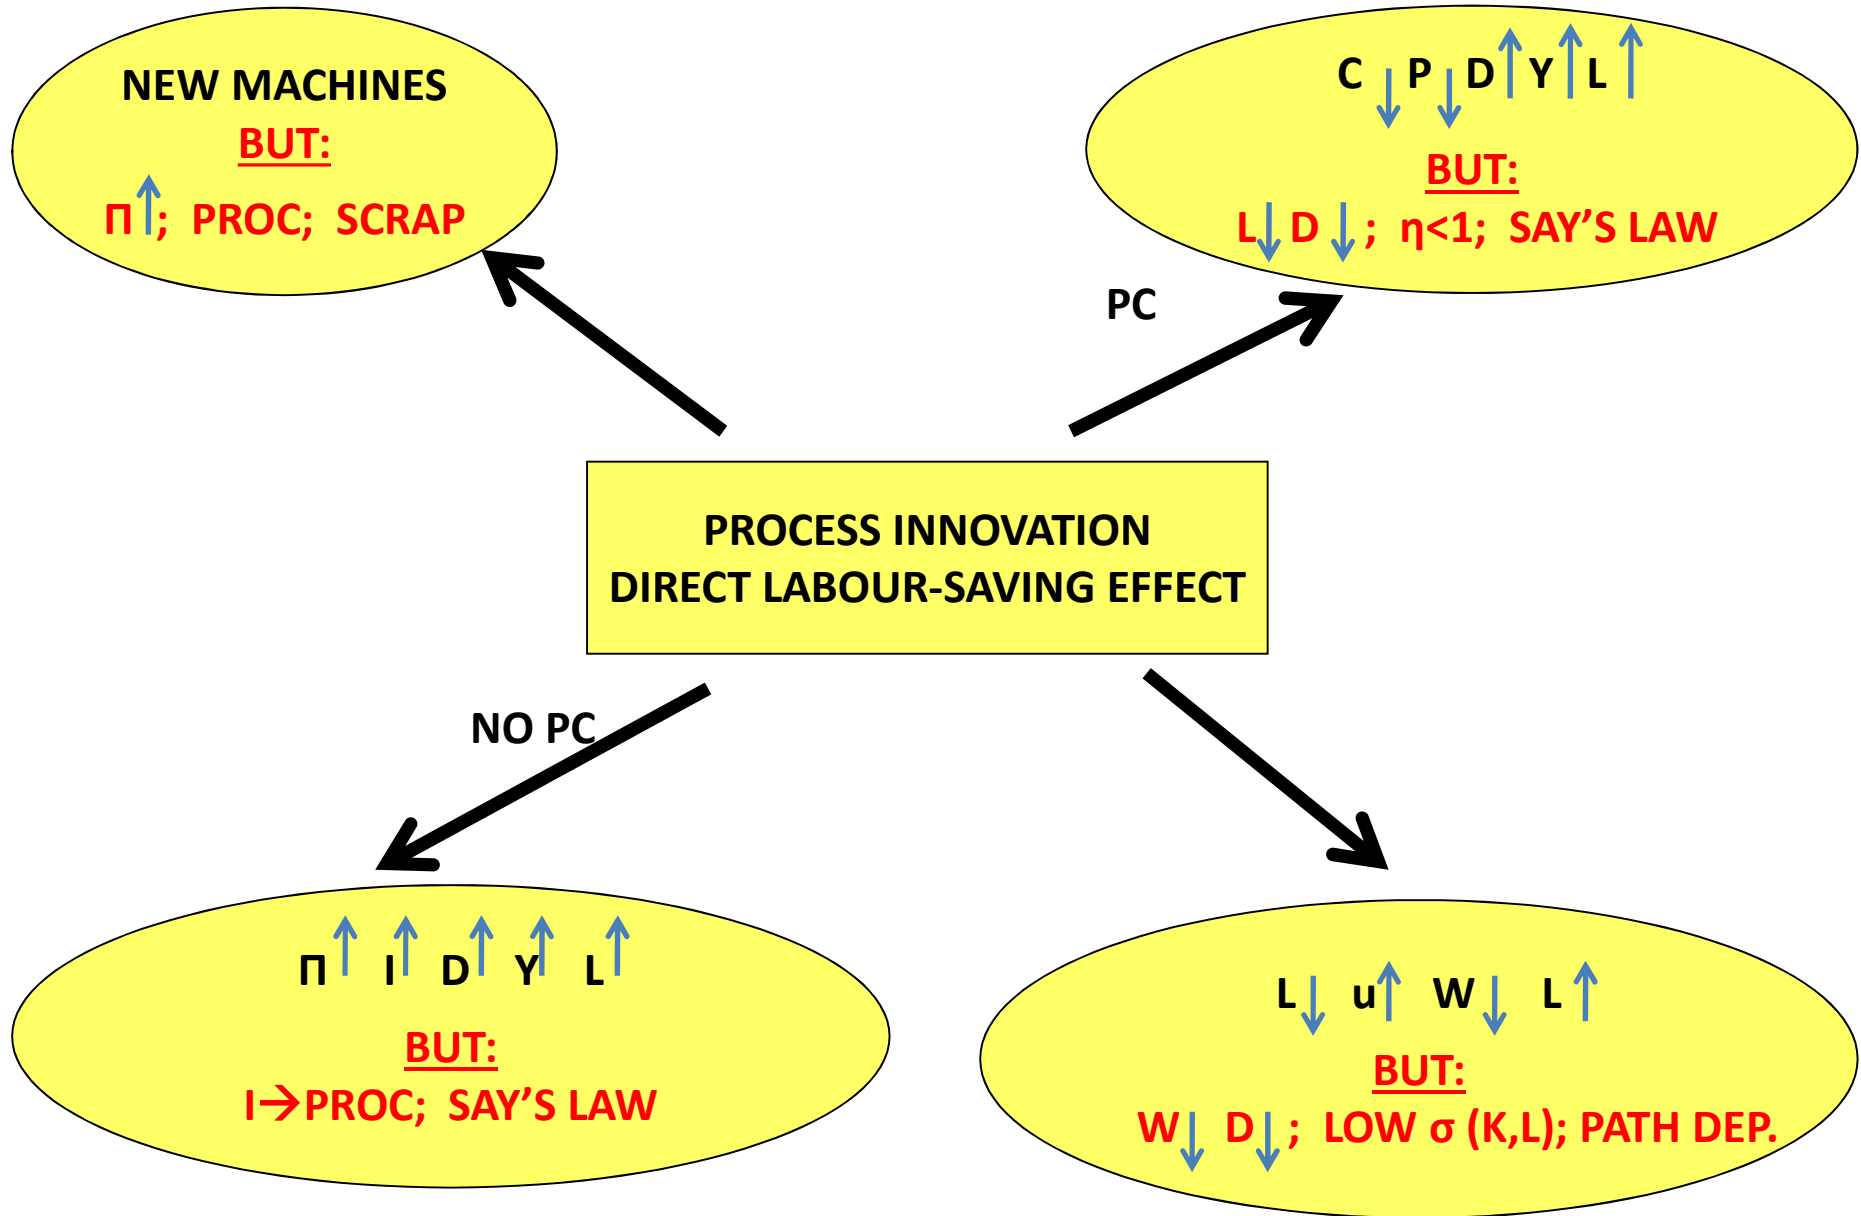 NEW MACHINES
BUT:
Π↑; PROC; SCRAP
C↓ P↓ D↑ Y↑ L↑
BUT:
L↓ D↓; η<1; SAY’S LAW
PC
PROCESS INNOVATION
DIRECT LABOUR-SAVING EFFECT
NO PC
Π↑ I↑ D↑ Y↑ L↑
BUT:
I→PROC; SAY’S LAW
L↓ u↑ W↓ L↑
BUT:
W↓ D↓; LOW σ (K,L); PATH DEP.